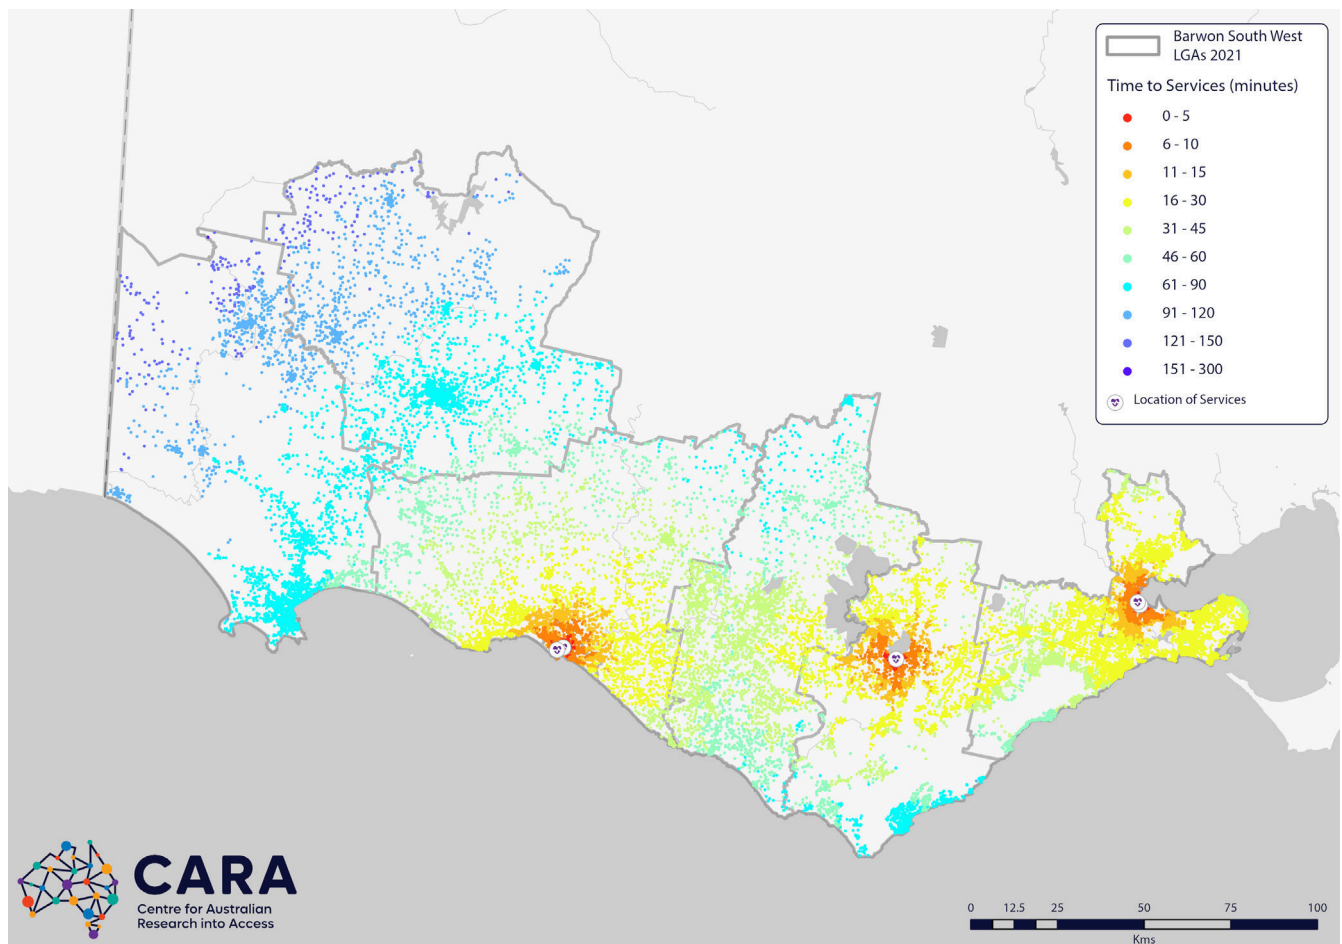 Barwon South West
LGAs 2021
Time to Services (minutes)
0 - 5
6 - 10
11 - 15
16 - 30
31 - 45
46 - 60
61 - 90
91 - 120
121 - 150
151 - 300
Location of Services
CARA
Centre for Australian
Research into Access
0 12.5 25 50 75 100
Kms